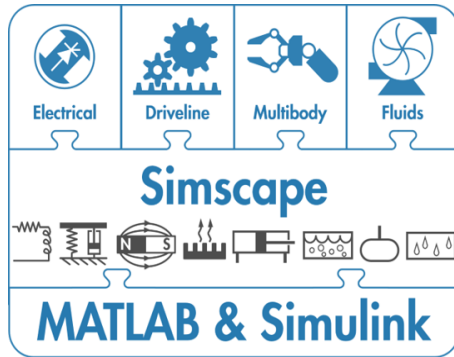 Electrical Driveline Multibody Fluids
Simscape
N S
MATLAB & Simulink